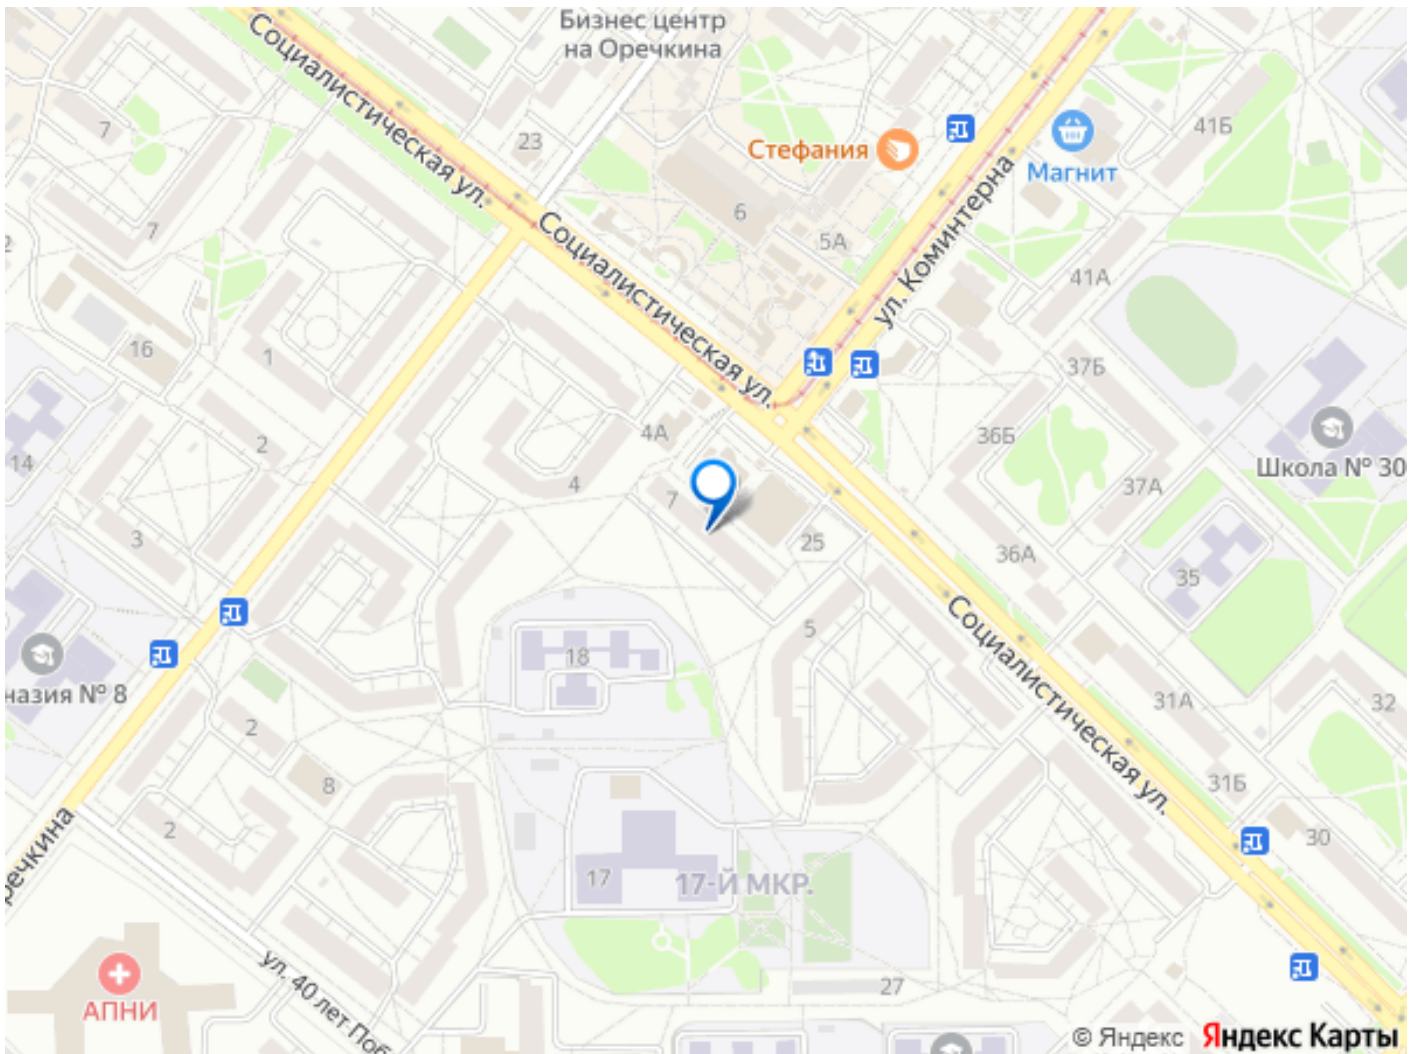 Бизнес центр
на Оречкина
Социалистическая ул.
7
23
Стефания
41Б
Магнит
6
7
2
5А
Социалистическая ул.
ул. Коминтерна
41А
16
1
37Б
4А
2
36Б
Школа № 30
14
4
7
37А
3
25
36А
35
5
Социалистическая ул.
18
назия № 8
31А
32
2
8
31Б
2
30
17
17-Й МКР.
речкина
ул. 40 лет Поб
27
АПНИ
© Яндекс Яндекс Карты